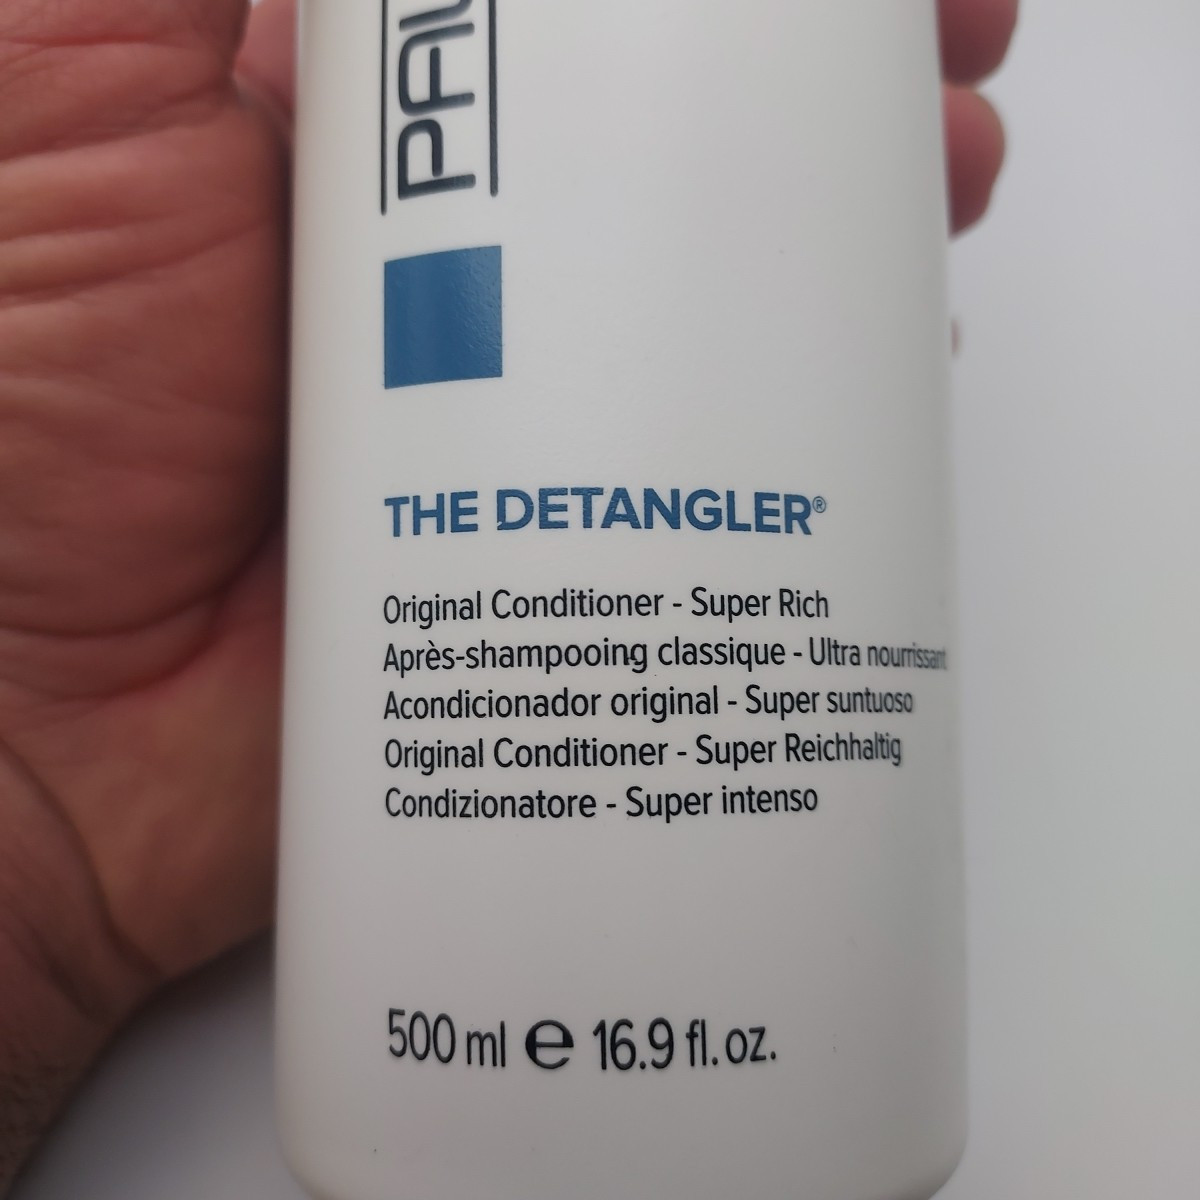 THE DETANGLER®
Original Conditioner - Super Rich
Après-shampooing classique - Ultra nourrissant
Acondicionador original - Super suntuoso
Original Conditioner - Super Reichhaltig
Condizionatore - Super intenso
500 ml e 16.9 fl. oz.